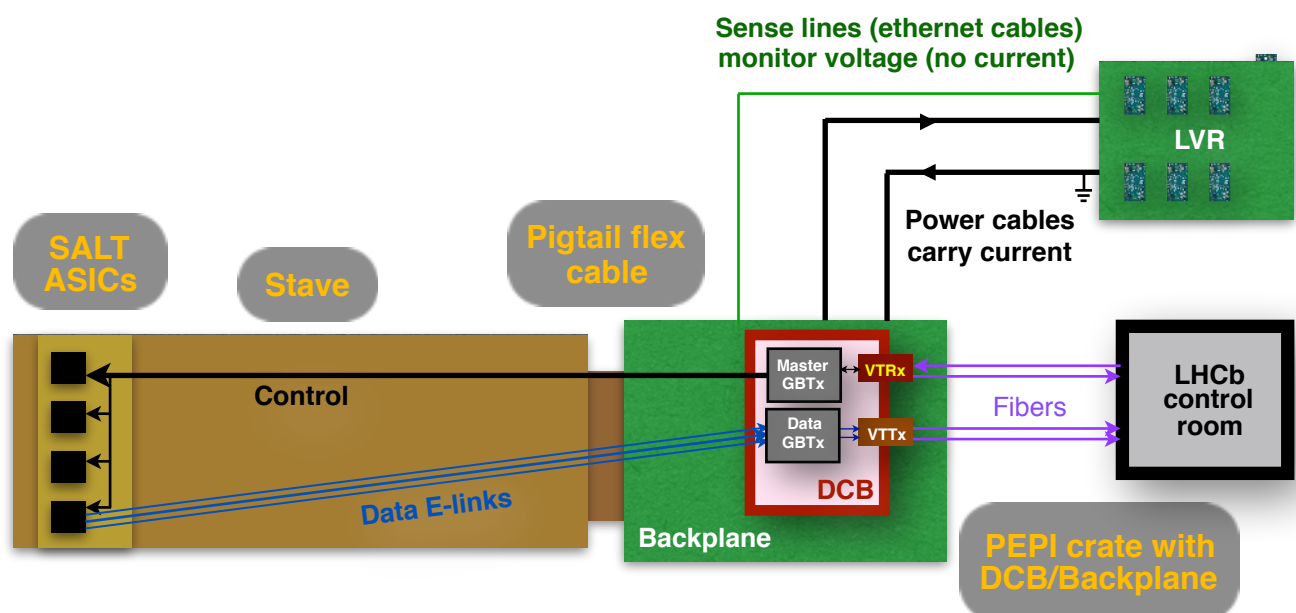 Sense lines (ethernet cables)
monitor voltage (no current)
LVR
Power cables
carry current
SALT
ASICs
Stave
Pigtail flex
cable
Control
Master
GBTx
VTRx
Data
GBTx
VTTx
DCB
Data E-links
Backplane
Fibers
LHCb
control
room
PEPI crate with
DCB/Backplane